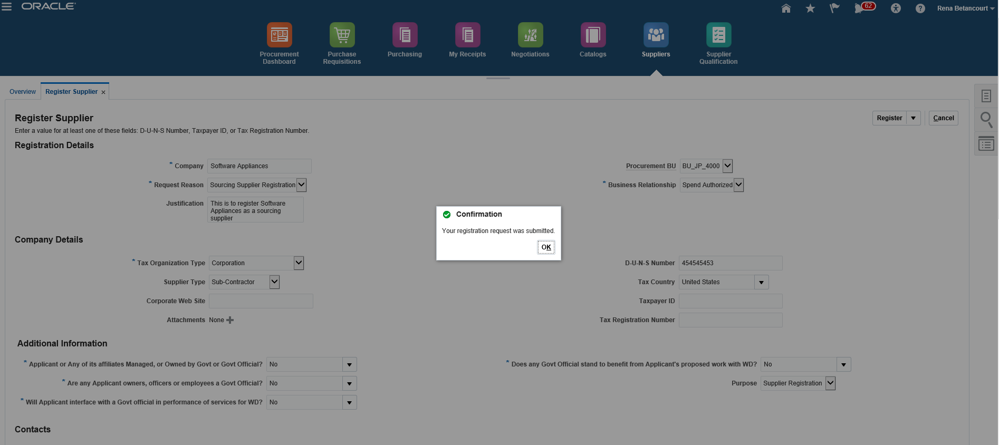 ORACLE
62
Rena Betancourt
Procurement Dashboard
Purchase Requisitions
Purchasing
My Receipts
Negotiations
Catalogs
Suppliers
Supplier Qualification
Overview
Register Supplier
Register Supplier
Register
Cancel
Enter a value for at least one of these fields: D-U-N-S Number, Taxpayer ID, or Tax Registration Number.
Registration Details
* Company Software Appliances
Procurement BU BU_JP_4000
* Request Reason Sourcing Supplier Registration
* Business Relationship Spend Authorized
Justification This is to register Software
Appliances as a sourcing
supplier
Confirmation
Your registration request was submitted.
OK
Company Details
* Tax Organization Type Corporation
D-U-N-S Number 454545453
Supplier Type Sub-Contractor
Tax Country United States
Corporate Web Site
Taxpayer ID
Attachments None
Tax Registration Number
Additional Information
* Applicant or Any of its affiliates Managed, or Owned by Govt or Govt Official? No
* Does any Govt Official stand to benefit from Applicant's proposed work with WD? No
* Are any Applicant owners, officers or employees a Govt Official? No
Purpose Supplier Registration
* Will Applicant interface with a Govt official in performance of services for WD? No
Contacts